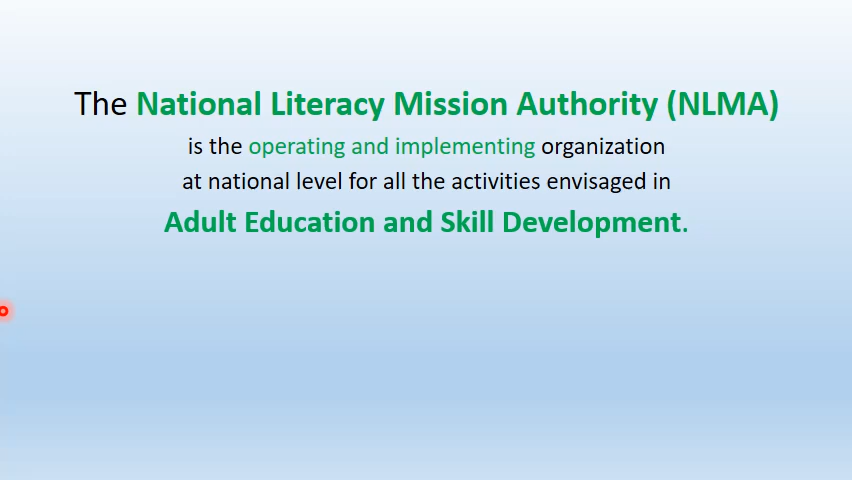 The National Literacy Mission Authority (NLMA)
is the operating and implementing organization
at national level for all the activities envisaged in
Adult Education and Skill Development.